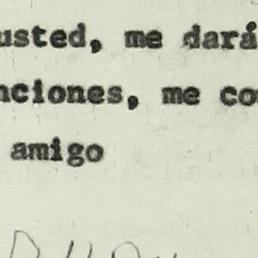 usted, me dará
nciones, me co
amigo